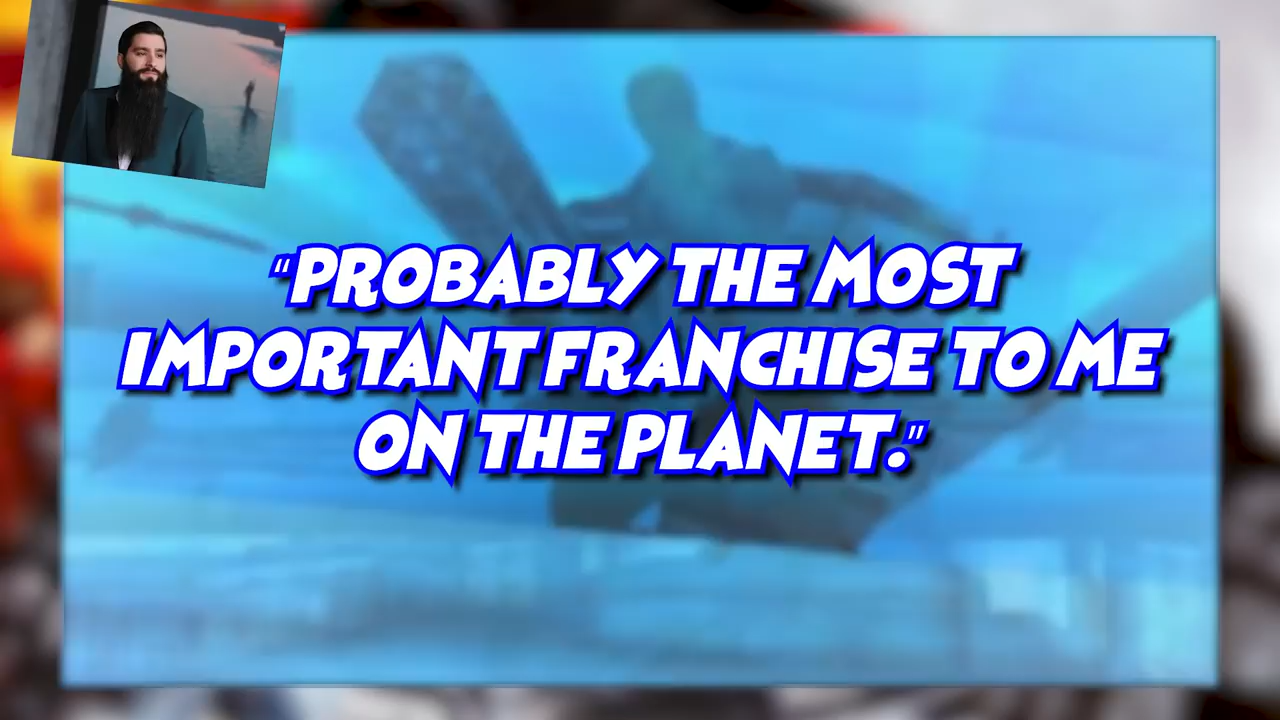 "PROBABLY THE MOST
IMPORTANT FRANCHISE TO ME
ON THE PLANET."